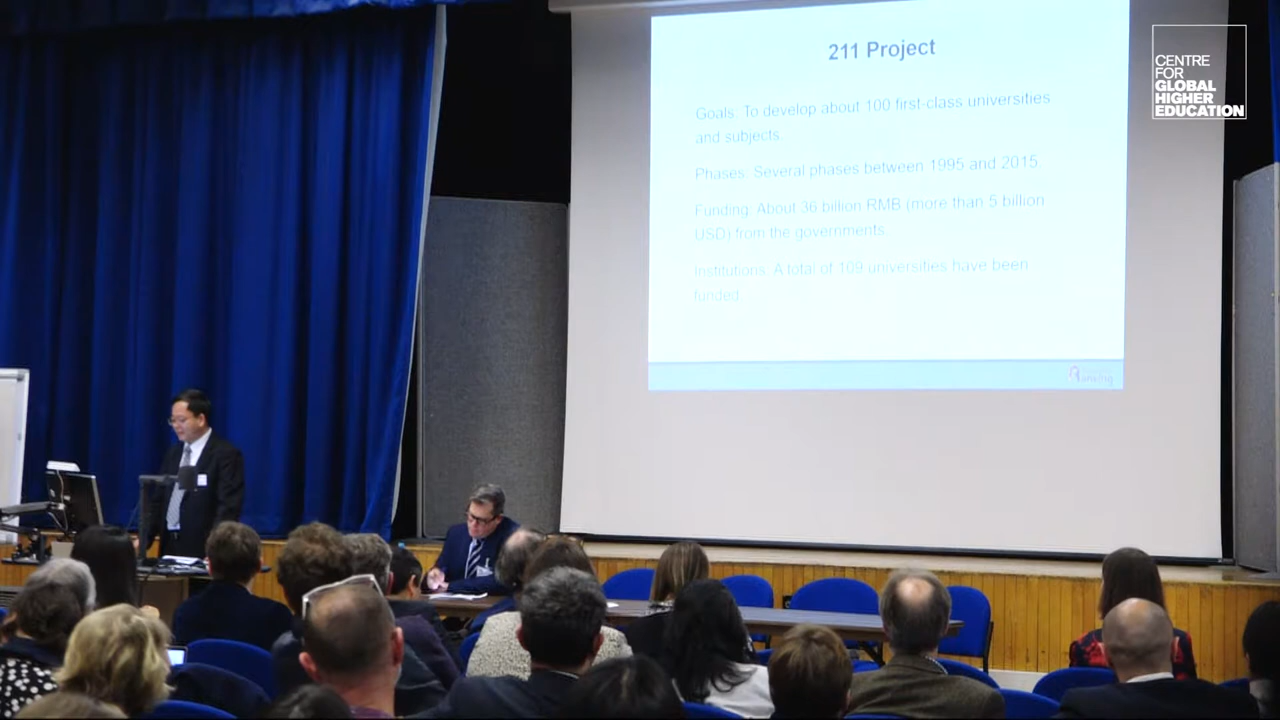 211 Project
Goals: To develop about 100 first-class universities
and subjects.
Phases: Several phases between 1995 and 2015.
Funding: About 36 billion RMB (more than 5 billion
USD) from the governments.
Institutions: A total of 109 universities have been
funded.
Ranking
CENTRE
FOR
GLOBAL
HIGHER
EDUCATION